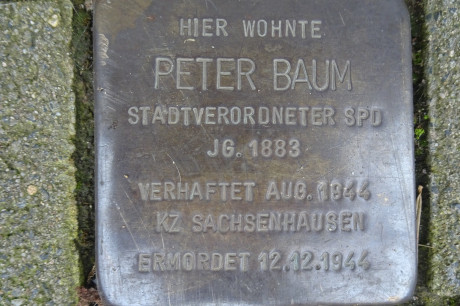 HIER WOHNTE
PETER BAUM
STADTVERORDNETER SPD
JG. 1883
VERHAFTET AUG. 1944
KZ SACHSENHAUSEN
ERMORDET 12.12.1944